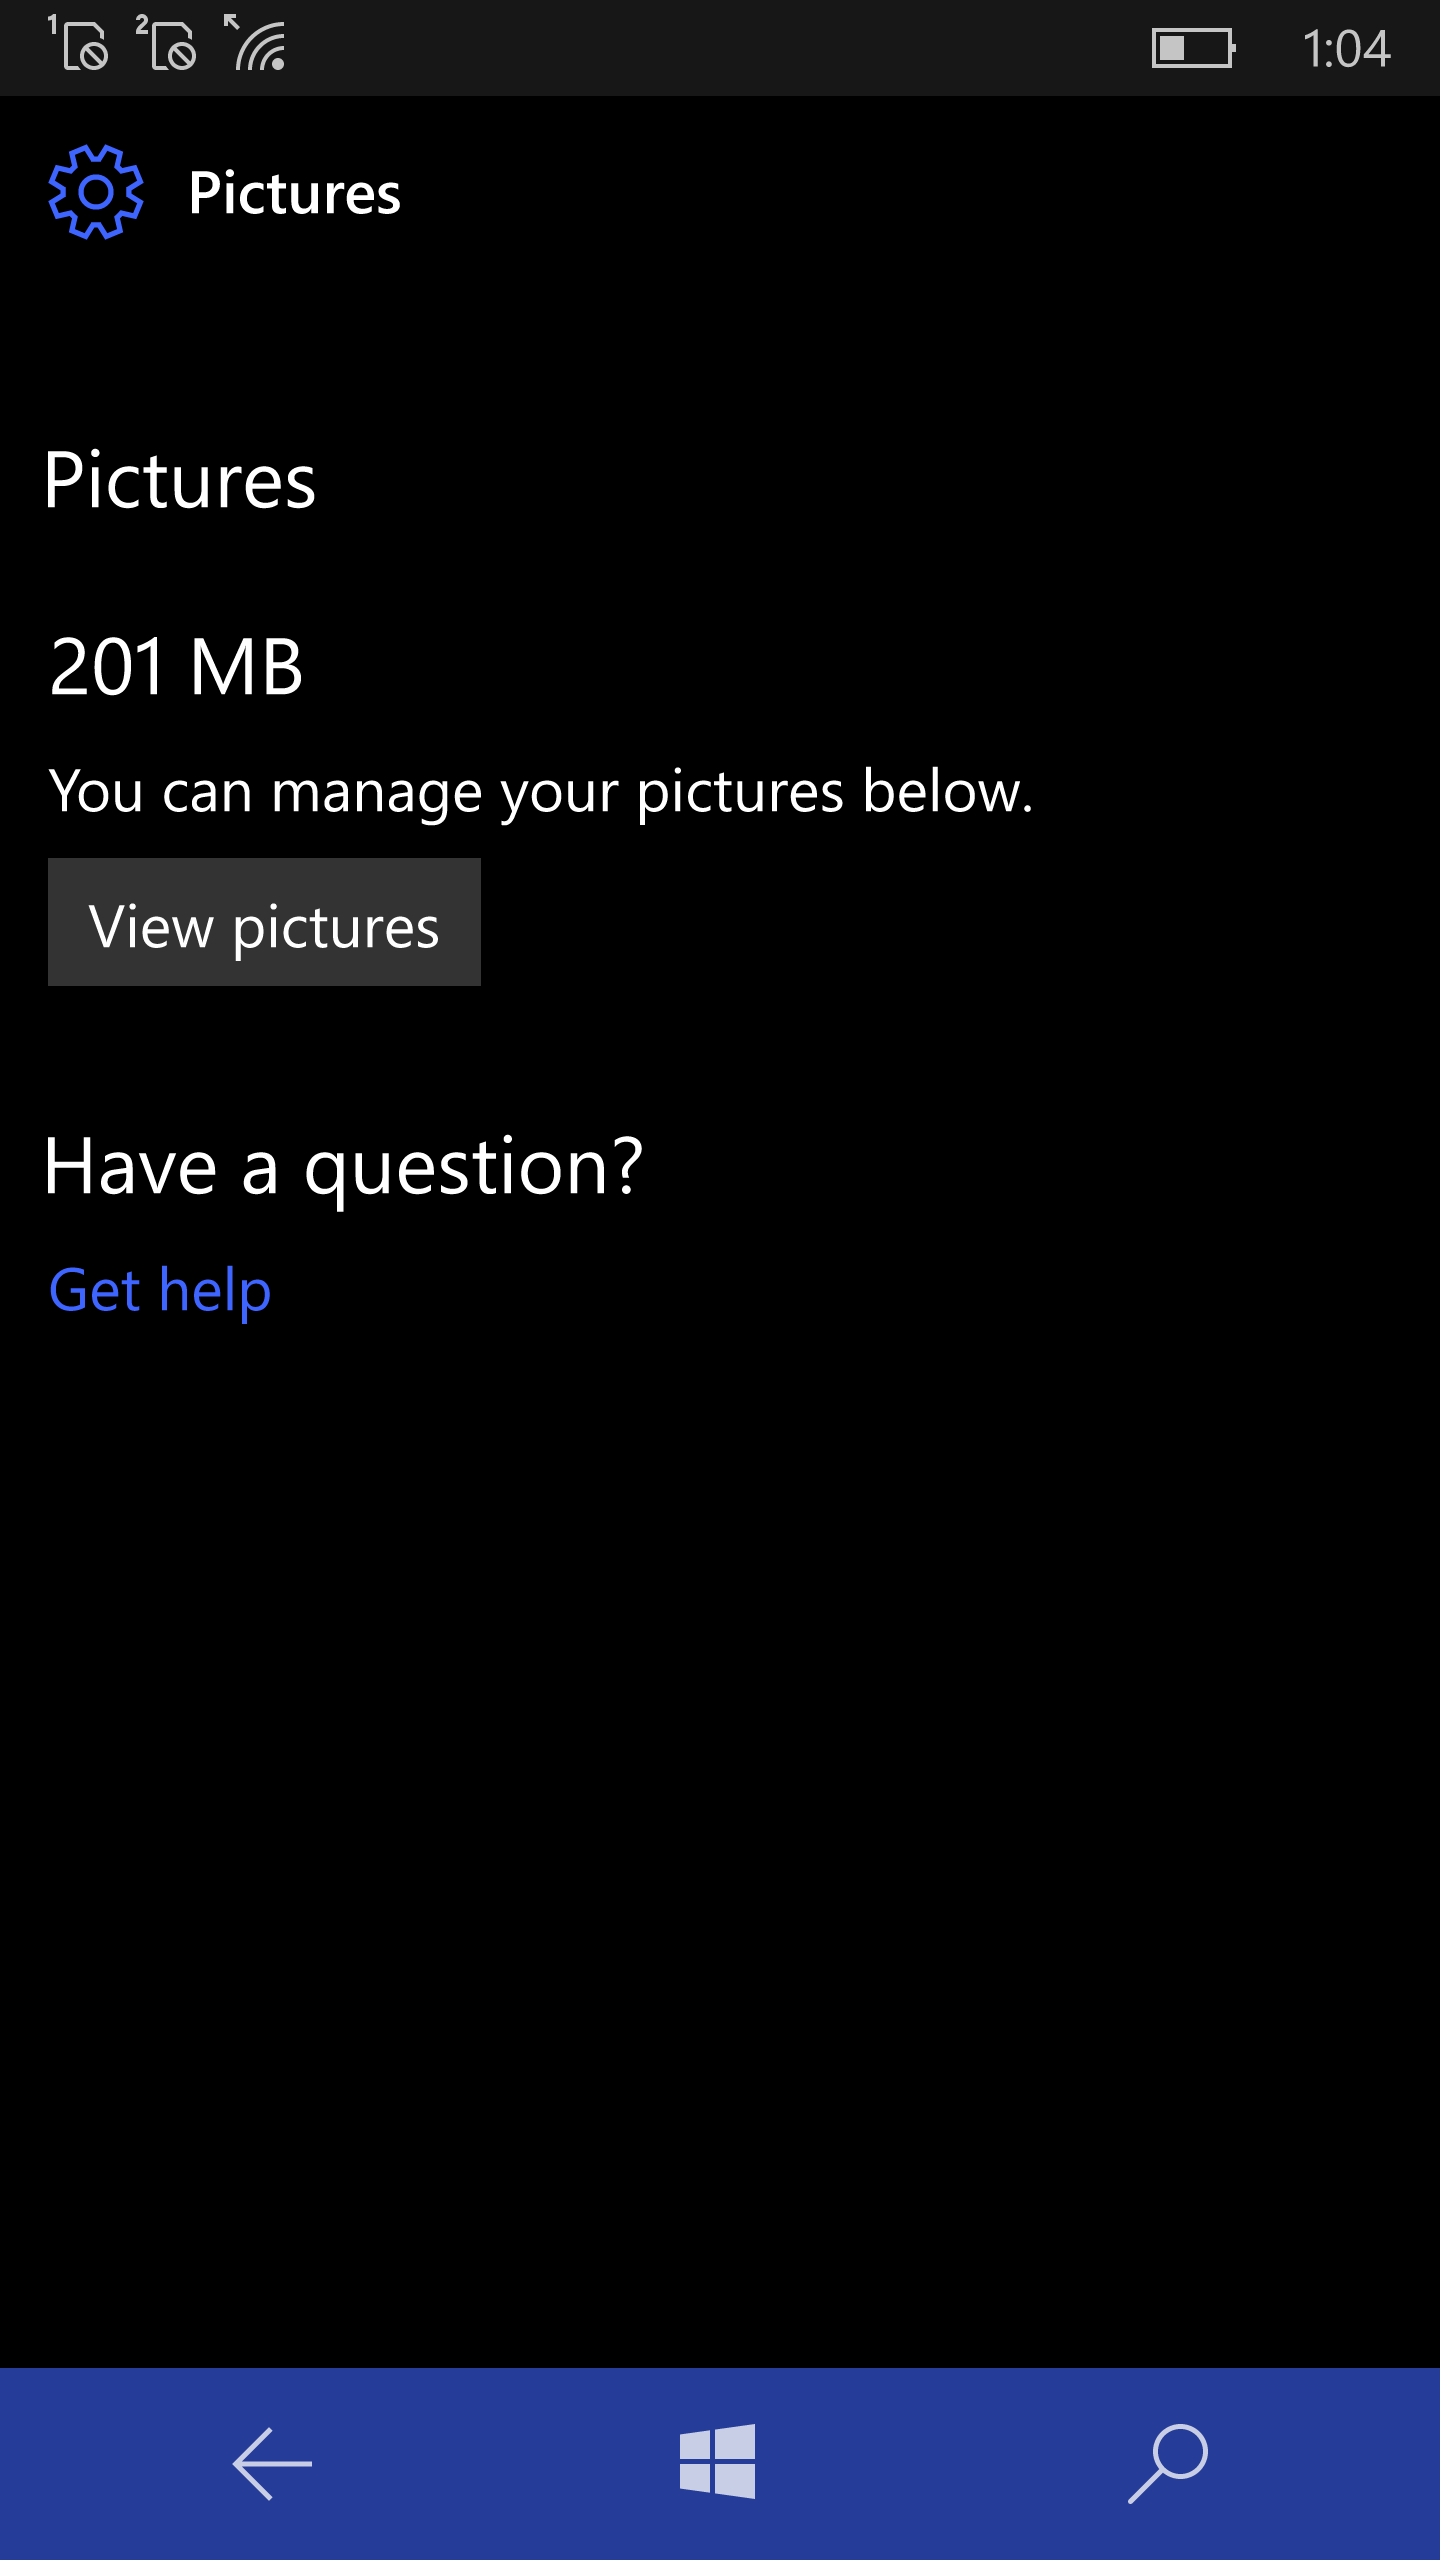 1 2 1:04
Pictures
Pictures
201 MB
You can manage your pictures below.
View pictures
Have a question?
Get help